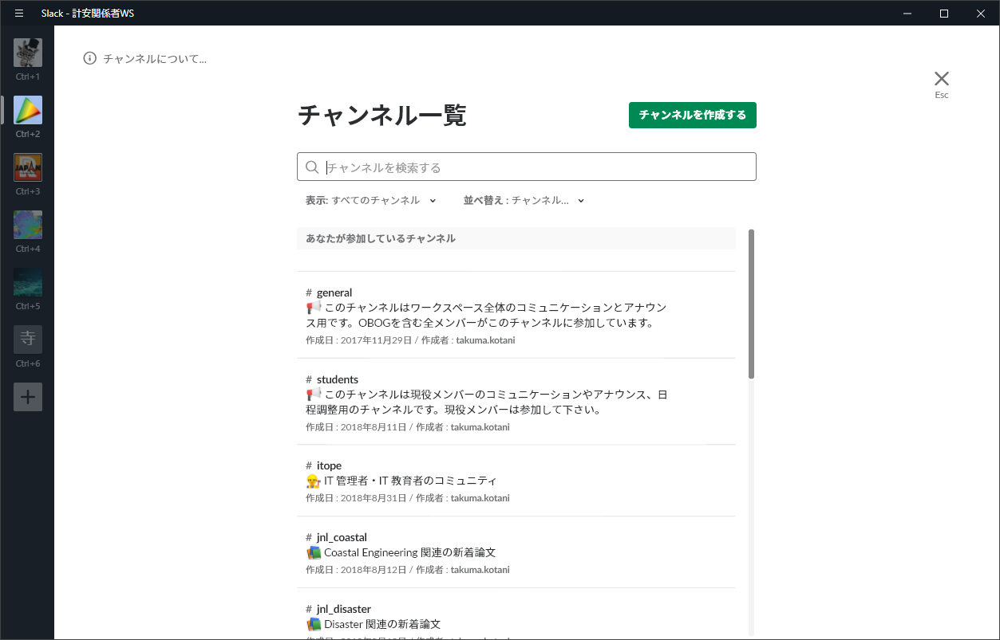 Slack - 計安関係者WS
Ctrl+1
Ctrl+2
JAPAN
R
Ctrl+3
Ctrl+4
Ctrl+5
寺
Ctrl+6
チャンネルについて...
Esc
チャンネル一覧
チャンネルを作成する
チャンネルを検索する
表示: すべてのチャンネル
並べ替え : チャンネル...
あなたが参加しているチャンネル
# general
このチャンネルはワークスペース全体のコミュニケーションとアナウン
ス用です。OBOGを含む全メンバーがこのチャンネルに参加しています。
作成日 : 2017年11月29日 / 作成者 : takuma.kotani
# students
このチャンネルは現役メンバーのコミュニケーションやアナウンス、日
程調整用のチャンネルです。現役メンバーは参加して下さい。
作成日 : 2018年8月11日 / 作成者 : takuma.kotani
# itope
IT 管理者・IT 教育者のコミュニティ
作成日 : 2018年8月31日 / 作成者 : takuma.kotani
# jnl_coastal
Coastal Engineering 関連の新着論文
作成日 : 2018年8月12日 / 作成者 : takuma.kotani
# jnl_disaster
Disaster 関連の新着論文